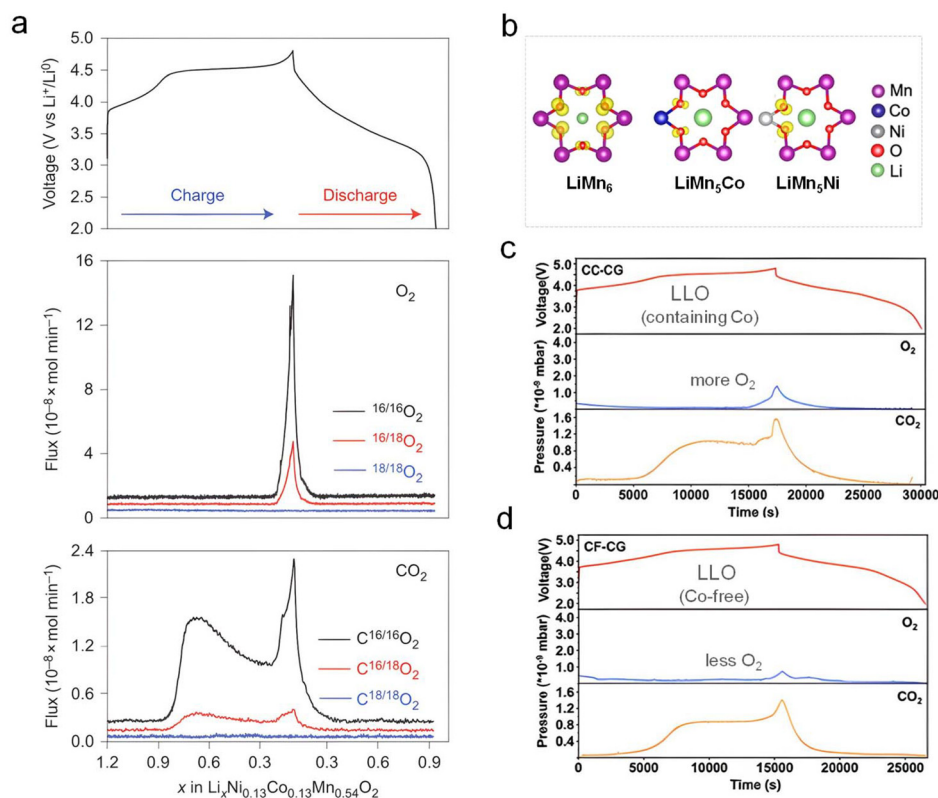 a
5.0
4.5
4.0
3.5
3.0
2.5
2.0
Voltage (V vs Li⁺/Li⁰)
Charge
Discharge
16
12
8
4
0
Flux (10⁻⁸ × mol min⁻¹)
O₂
¹⁶/¹⁶O₂
¹⁶/¹⁸O₂
¹⁸/¹⁸O₂
2.4
1.8
1.2
0.6
0
Flux (10⁻⁸ × mol min⁻¹)
CO₂
C¹⁶/¹⁶O₂
C¹⁶/¹⁸O₂
C¹⁸/¹⁸O₂
1.2 0.9 0.6 0.3 0.3 0.6 0.9
x in LiₓNi₀.₁₃Co₀.₁₃Mn₀.₅₄O₂
b
Mn
Co
Ni
O
Li
LiMn₆ LiMn₅Co LiMn₅Ni
c
CC-CG
5.0
4.0
3.0
2.0
Voltage(V)
LLO
(containing Co)
O₂
4.0
3.0
2.0
1.0
more O₂
CO₂
1.6
1.2
0.8
0.4
Pressure (*10⁻⁹ mbar)
0 5000 10000 15000 20000 25000 30000
Time (s)
d
CF-CG
5.0
4.0
3.0
2.0
Voltage(V)
LLO
(Co-free)
O₂
4.0
3.0
2.0
1.0
less O₂
CO₂
1.6
1.2
0.8
0.4
Pressure (*10⁻⁹ mbar)
0 5000 10000 15000 20000 25000
Time (s)